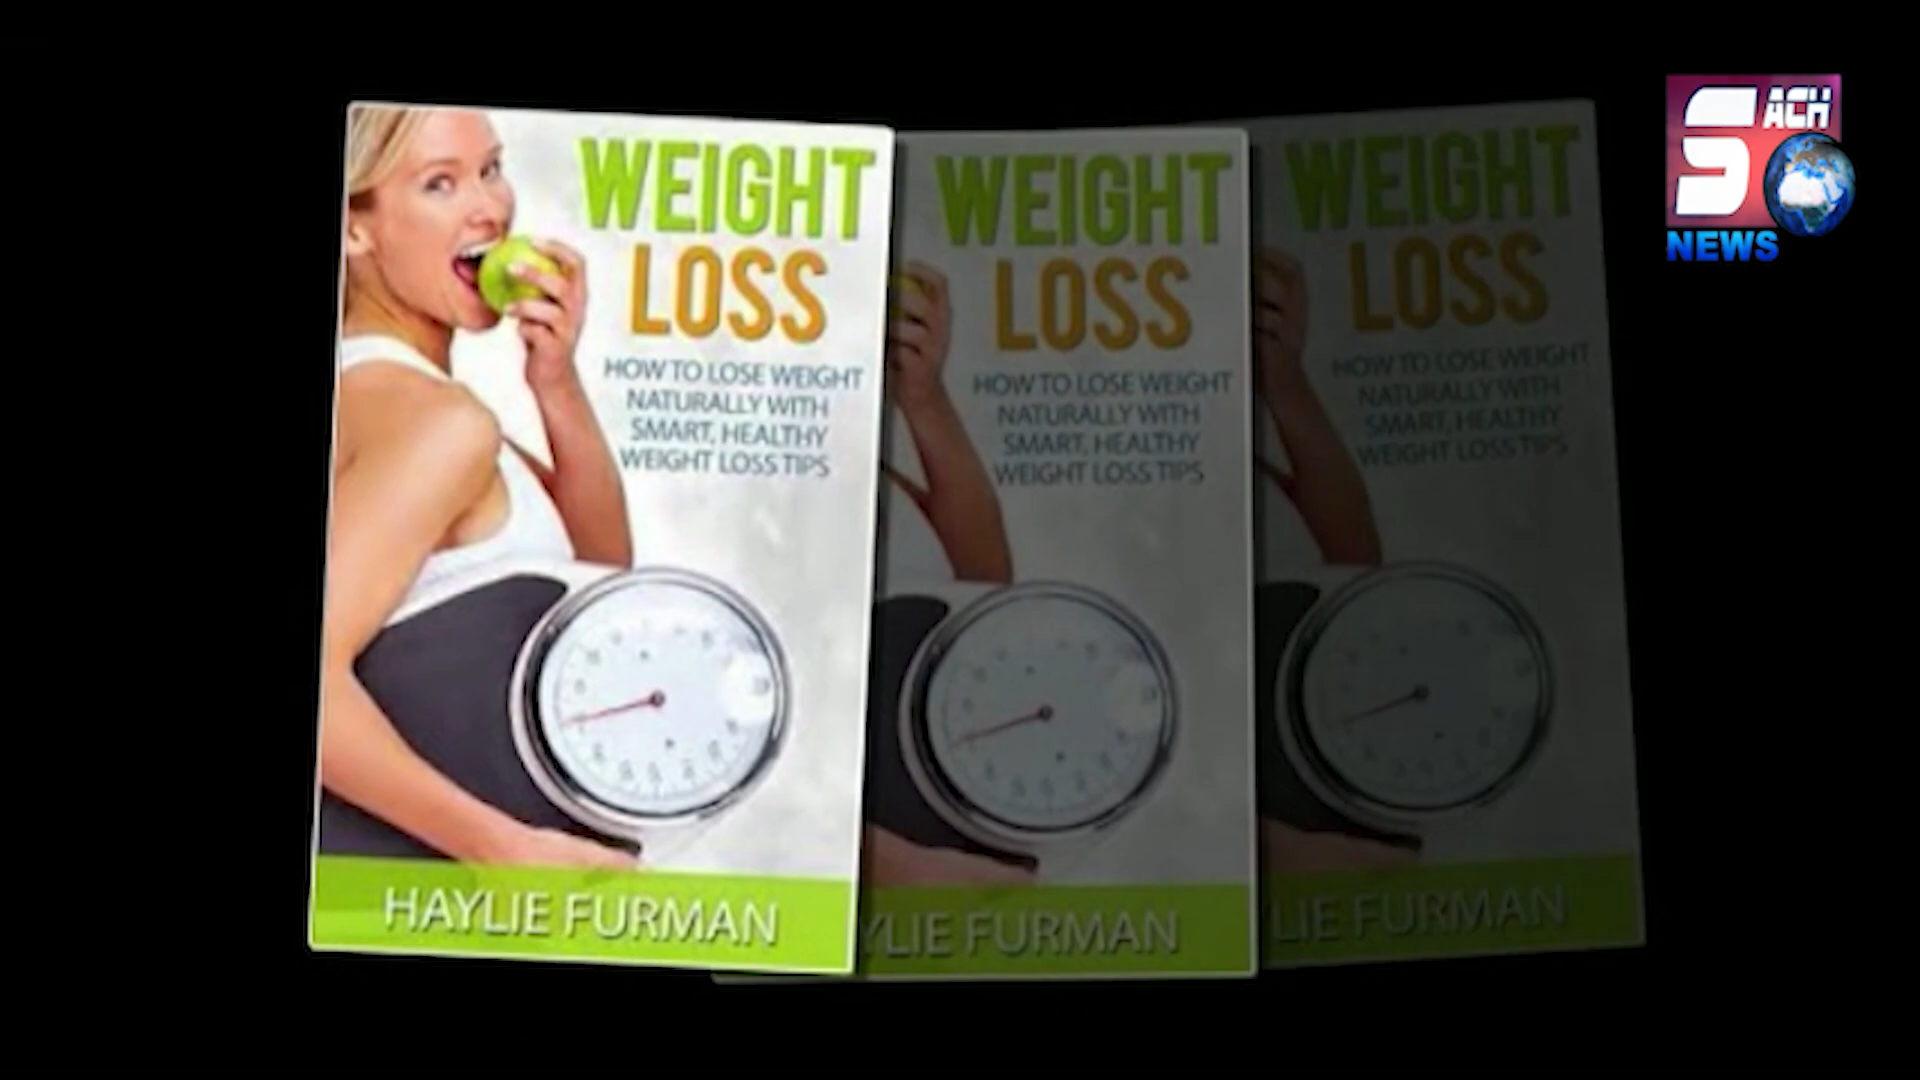 WEIGHT
LOSS
HOW TO LOSE WEIGHT
NATURALLY WITH
SMART, HEALTHY
WEIGHT LOSS TIPS
HAYLIE FURMAN
WEIGHT
LOSS
HOW TO LOSE WEIGHT
NATURALLY WITH
SMART, HEALTHY
WEIGHT LOSS TIPS
YLIE FURMAN
WEIGHT
LOSS
HOW TO LOSE WEIGHT
NATURALLY WITH
SMART, HEALTHY
WEIGHT LOSS TIPS
LIE FURMAN
SACH
NEWS